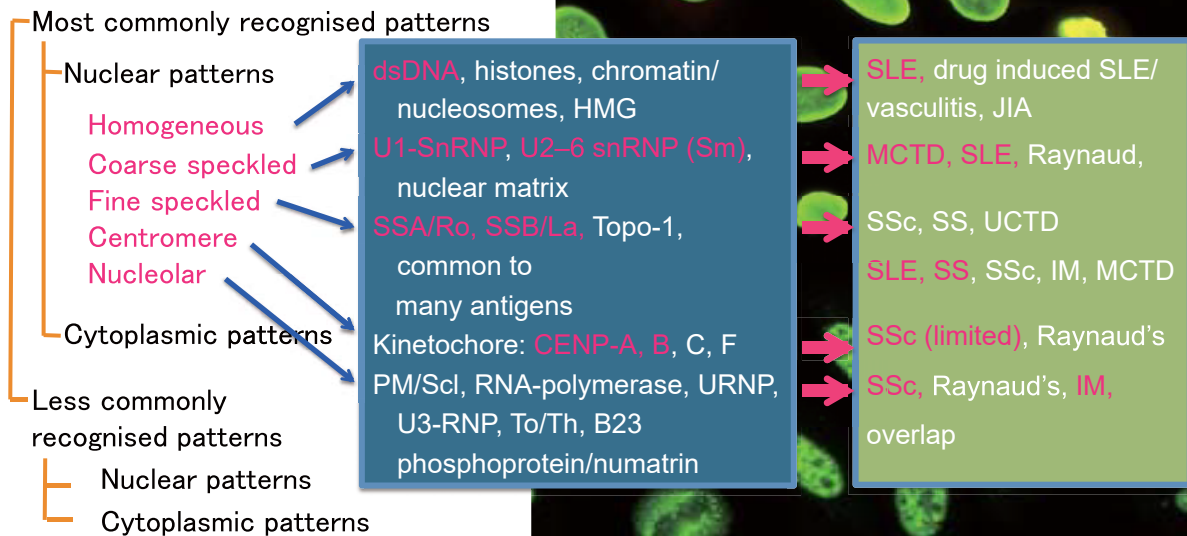 Most commonly recognised patterns
Nuclear patterns
Homogeneous
Coarse speckled
Fine speckled
Centromere
Nucleolar
Cytoplasmic patterns
Less commonly
recognised patterns
Nuclear patterns
Cytoplasmic patterns
dsDNA, histones, chromatin/
nucleosomes, HMG
U1-SnRNP, U2–6 snRNP (Sm),
nuclear matrix
SSA/Ro, SSB/La, Topo-1,
common to
many antigens
Kinetochore: CENP-A, B, C, F
PM/Scl, RNA-polymerase, URNP,
U3-RNP, To/Th, B23
phosphoprotein/numatrin
SLE, drug induced SLE/
vasculitis, JIA
MCTD, SLE, Raynaud,
SSc, SS, UCTD
SLE, SS, SSc, IM, MCTD
SSc (limited), Raynaud’s
SSc, Raynaud’s, IM,
overlap